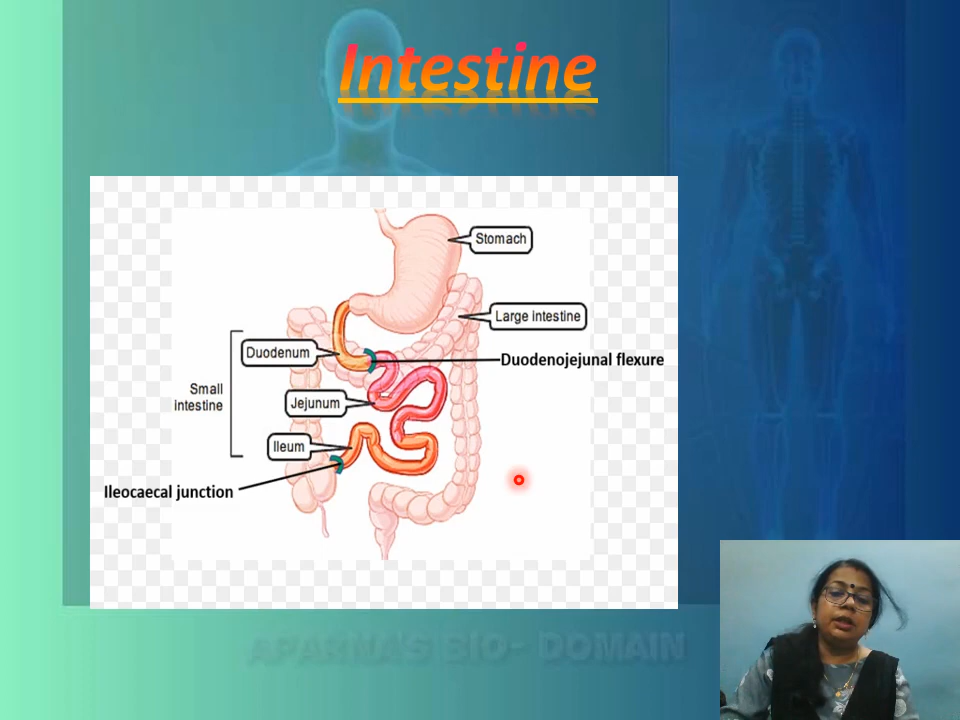 Intestine
Stomach
Large intestine
Duodenum
Duodenojejunal flexure
Small
intestine
Jejunum
Ileum
Ileocaecal junction
APARNA'S BIO- DOMAIN